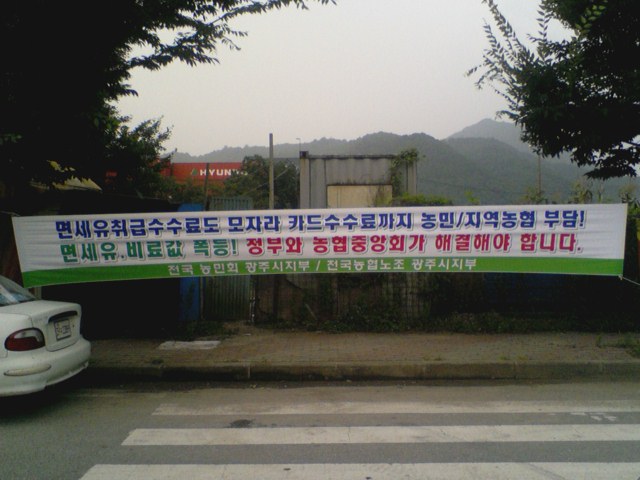 HYUN
면세유취급수수료도 모자라 카드수수료까지 농민/지역농협 부담!
면세유.비료값 폭등! 정부와 농협중앙회가 해결해야 합니다.
전국 농민회 광주시지부 / 전국농협노조 광주시지부